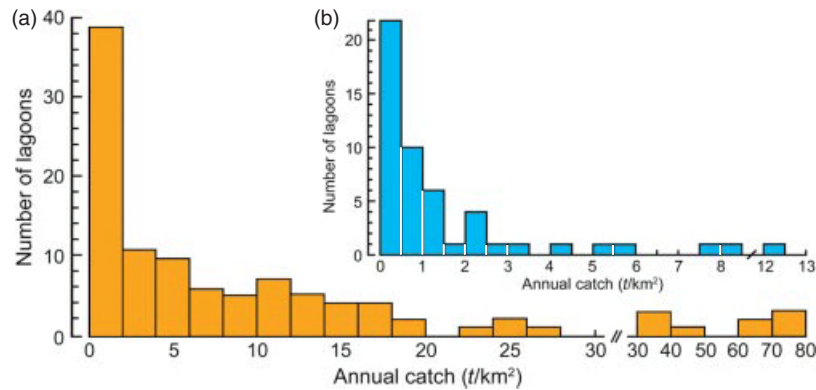 (a)
Number of lagoons
40
30
20
10
0
0 5 10 15 20 25 30 // 30 40 50 60 70 80
Annual catch (t/km²)
(b)
Number of lagoons
20
15
10
5
0
0 1 2 3 4 5 6 7 8 12 13
Annual catch (t/km²)